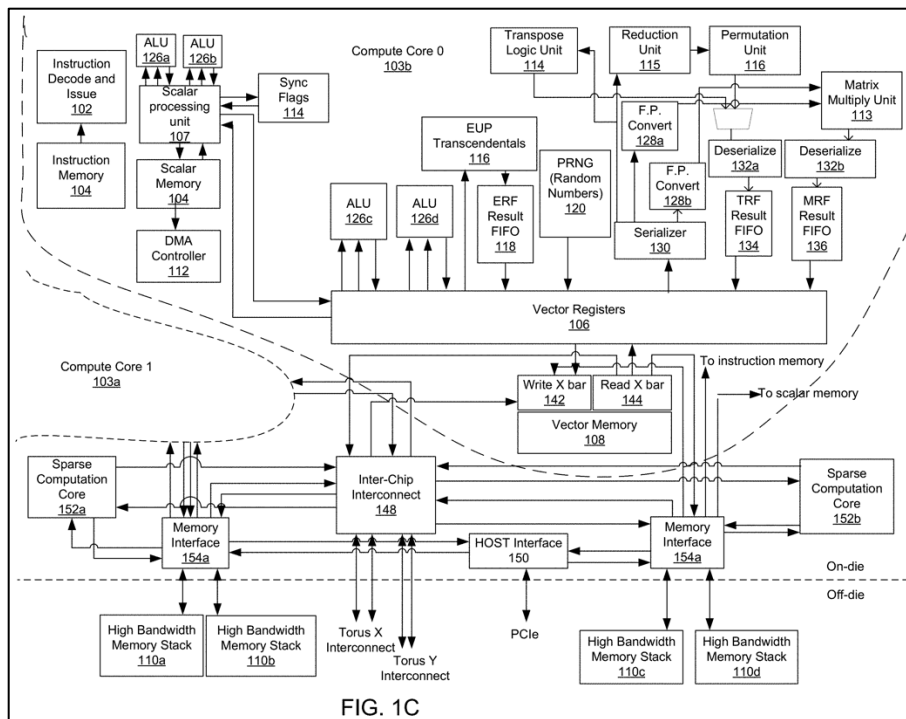 ALU
126a
ALU
126b
Compute Core 0
103b
Transpose
Logic Unit
114
Reduction
Unit
115
Permutation
Unit
116
Instruction
Decode and
Issue
102
Scalar
processing
unit
107
Sync
Flags
114
Matrix
Multiply Unit
113
F.P.
Convert
128a
EUP
Transcendentals
116
PRNG
(Random
Numbers)
120
Deserialize
132a
Deserialize
132b
Instruction
Memory
104
Scalar
Memory
104
F.P.
Convert
128b
ALU
126c
ALU
126d
ERF
Result
FIFO
118
Serializer
130
TRF
Result
FIFO
134
MRF
Result
FIFO
136
DMA
Controller
112
Vector Registers
106
Compute Core 1
103a
To instruction memory
Write X bar
142
Read X bar
144
To scalar memory
Vector Memory
108
Sparse
Computation
Core
152a
Inter-Chip
Interconnect
148
Sparse
Computation
Core
152b
Memory
Interface
154a
HOST Interface
150
Memory
Interface
154a
On-die
Off-die
High Bandwidth
Memory Stack
110a
High Bandwidth
Memory Stack
110b
Torus X
Interconnect
Torus Y
Interconnect
PCIe
High Bandwidth
Memory Stack
110c
High Bandwidth
Memory Stack
110d
FIG. 1C